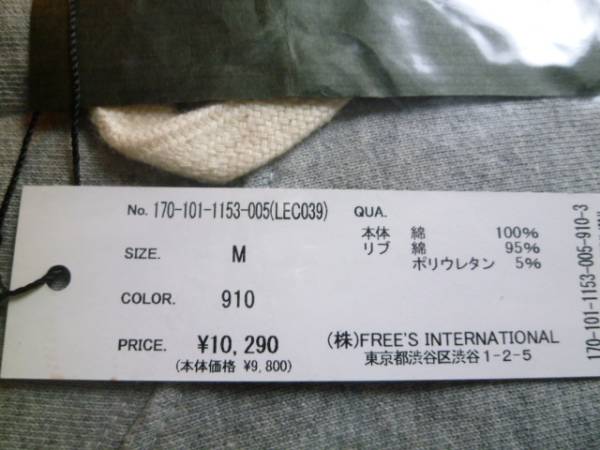 No. 170-101-1153-005(LEC039)
SIZE. M
COLOR. 910
PRICE. ¥10,290
(本体価格 ¥9,800)
QUA.
本体 綿 100%
リブ 綿 95%
ポリウレタン 5%
(株)FREE'S INTERNATIONAL
東京都渋谷区渋谷1-2-5
170-101-1153-005-910-3